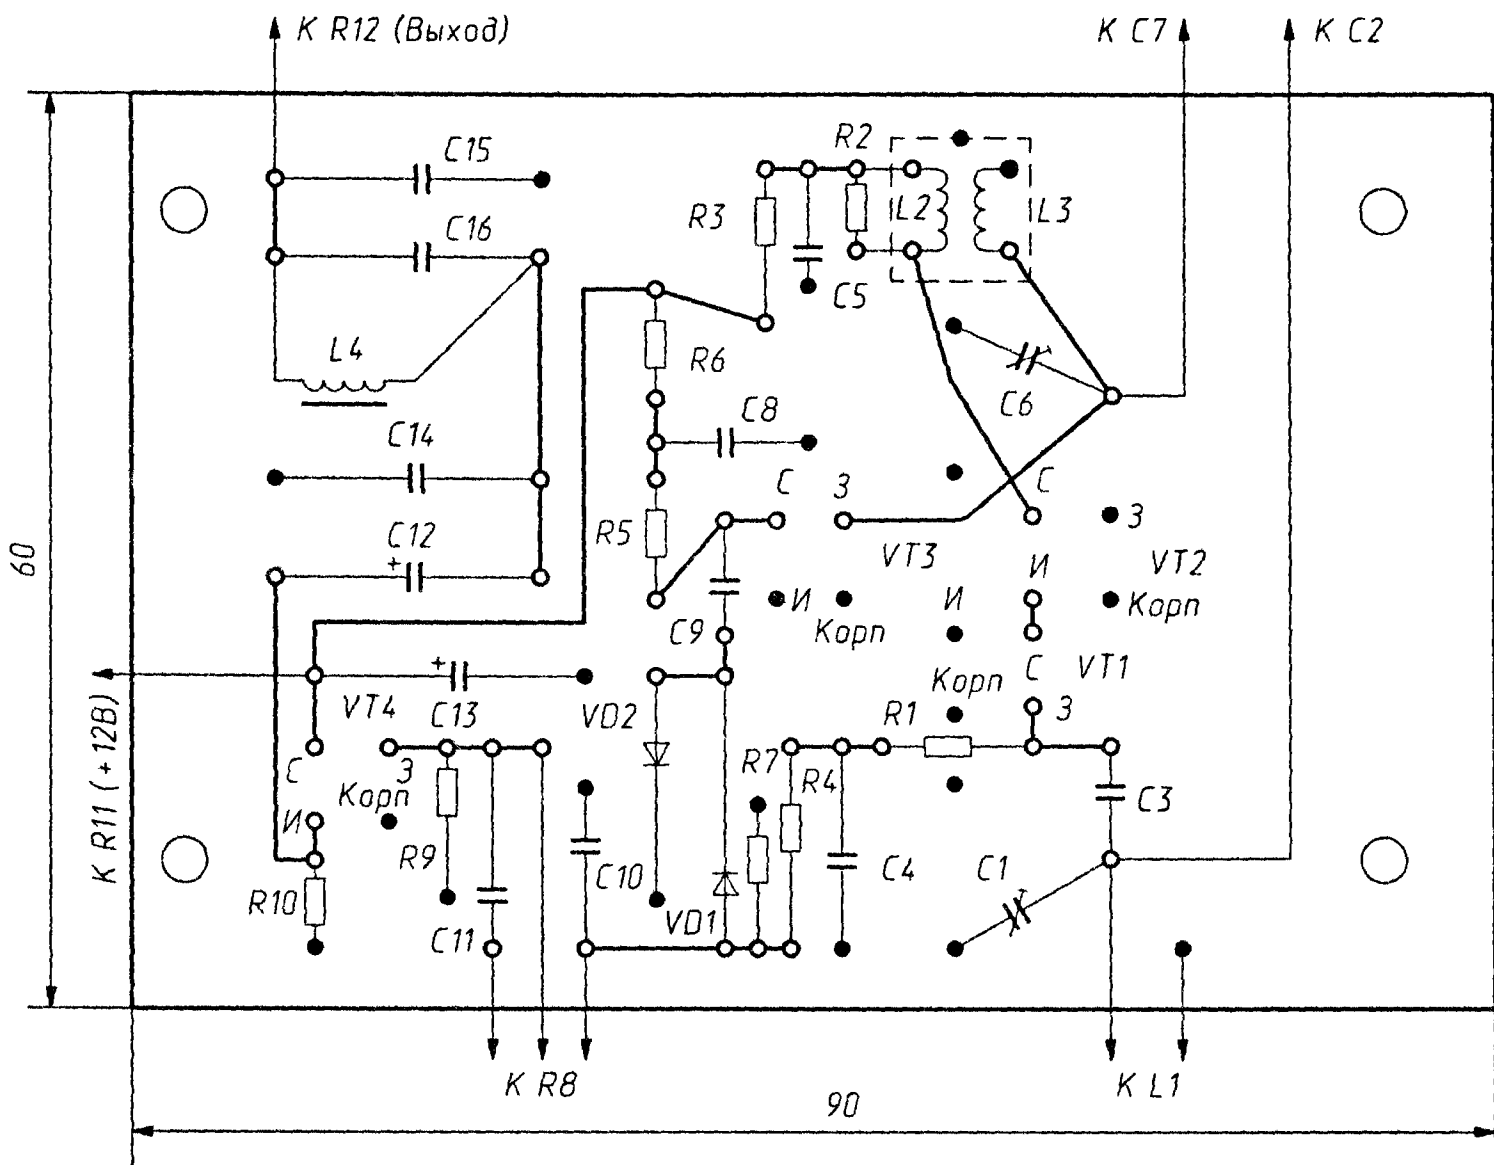 К R12 (Выход)
К С7
К С2
C15
R2
R3
L2
L3
C16
C5
L4
R6
C6
C8
C14
С
З
С
З
R5
C12
+
VT3
VT2
60
И
И
Корп
И
Корп
C9
Корп
С
VT1
+
VT4
C13
VD2
R1
З
К R11 (+12В)
С
З
R7
R4
Корп
C3
И
R9
C10
C4
C1
R10
C11
VD1
К R8
К L1
90